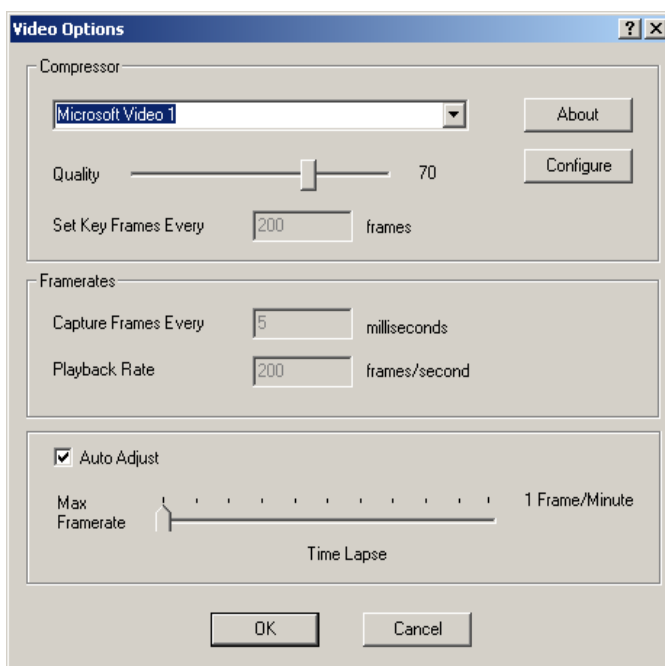 Video Options
Compressor
Microsoft Video 1
About
Quality 70
Configure
Set Key Frames Every 200 frames
Framerates
Capture Frames Every 5 milliseconds
Playback Rate 200 frames/second
Auto Adjust
Max Framerate 1 Frame/Minute
Time Lapse
OK Cancel